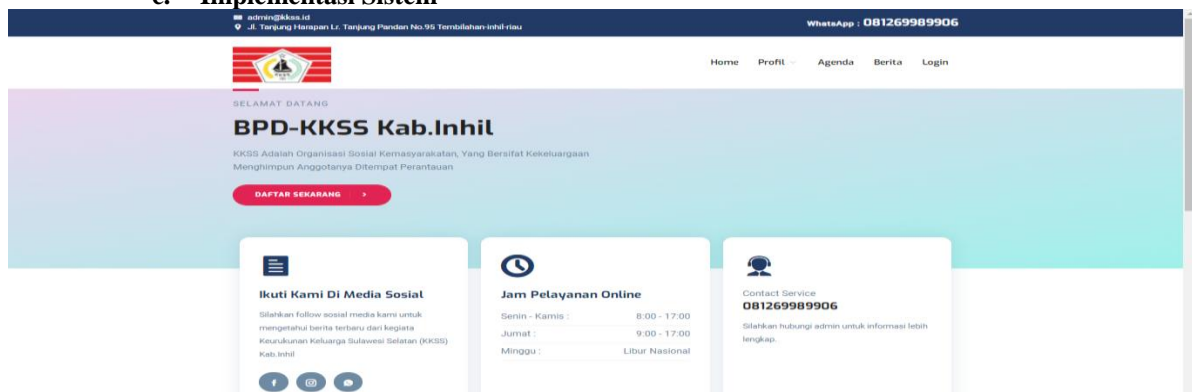 c. Implementasi Sistem
admin@kkss.id
Jl. Tanjung Harapan Lr. Tanjung Pandan No.95 Tembilahan-inhil-riau
WhatsApp : 081269989906
Home Profil Agenda Berita Login
SELAMAT DATANG
BPD-KKSS Kab.Inhil
KKSS Adalah Organisasi Sosial Kemasyarakatan, Yang Bersifat Kekeluargaan
Menghimpun Anggotanya Ditempat Perantauan
DAFTAR SEKARANG
Ikuti Kami Di Media Sosial
Silahkan follow sosial media kami untuk
mengetahui berita terbaru dari kegiata
Keurukunan Keluarga Sulawesi Selatan (KKSS)
Kab.Inhil
Jam Pelayanan Online
Senin - Kamis : 8:00 - 17:00
Jumat : 9:00 - 17:00
Minggu : Libur Nasional
Contact Service
081269989906
Silahkan hubungi admin untuk informasi lebih
lengkap..